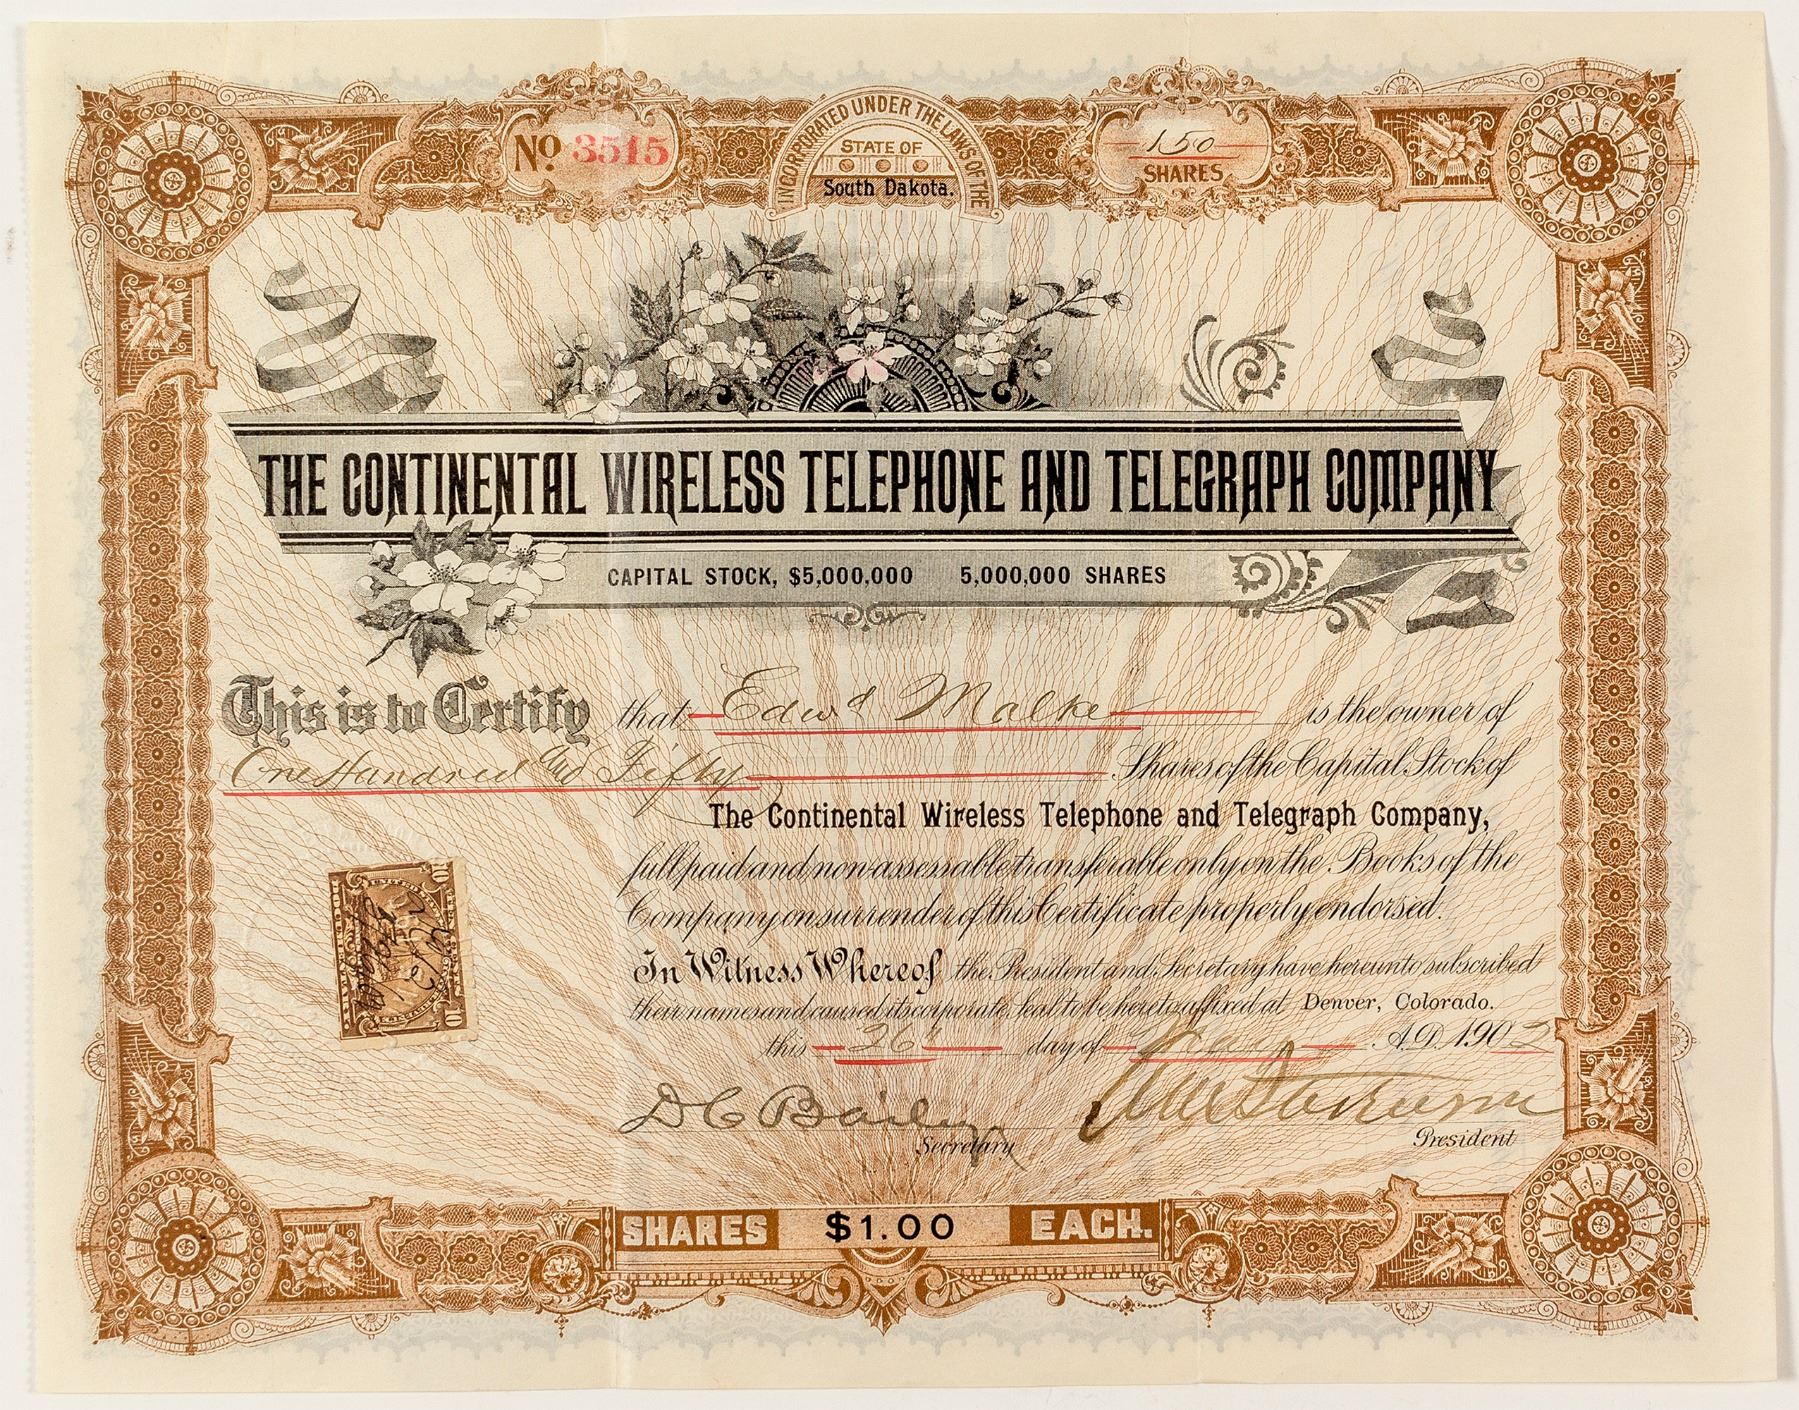 INCORPORATED UNDER THE LAWS OF THE
STATE OF
South Dakota.
No. 3515
150
SHARES
THE CONTINENTAL WIRELESS TELEPHONE AND TELEGRAPH COMPANY
CAPITAL STOCK, $5,000,000 5,000,000 SHARES
This is to Certify that Edwd Malke is the owner of
One Hundred and Fifty Shares of the Capital Stock of
The Continental Wireless Telephone and Telegraph Company,
full paid and non-assessable transferable only on the Books of the
Company on surrender of this Certificate properly endorsed.
In Witness Whereof the President and Secretary have hereunto subscribed
their names and caused its corporate Seal to be hereto affixed at Denver, Colorado.
this 26 day of A.D. 1902
D C Bailey
Secretary
President
SHARES $1.00 EACH.